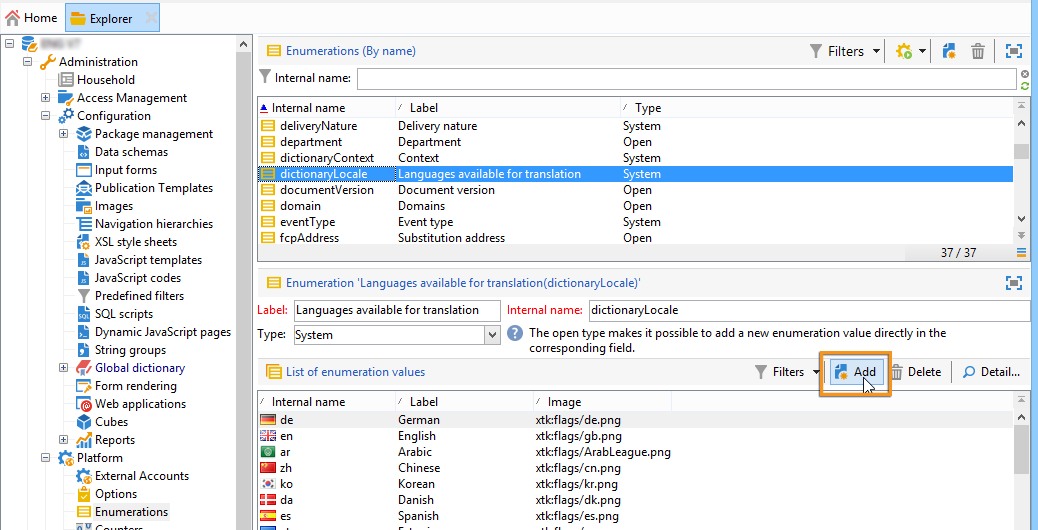 Home
Explorer
Administration
Household
Access Management
Configuration
Package management
Data schemas
Input forms
Publication Templates
Images
Navigation hierarchies
XSL style sheets
JavaScript templates
JavaScript codes
Predefined filters
SQL scripts
Dynamic JavaScript pages
String groups
Global dictionary
Form rendering
Web applications
Cubes
Reports
Platform
External Accounts
Options
Enumerations
Counters
Enumerations (By name)
Filters
Internal name:
Internal name Label Type
deliveryNature Delivery nature System
department Department Open
dictionaryContext Context System
dictionaryLocale Languages available for translation System
documentVersion Document version Open
domain Domains Open
eventType Event type System
fcpAddress Substitution address Open
37 / 37
Enumeration 'Languages available for translation(dictionaryLocale)'
Label: Languages available for translation Internal name: dictionaryLocale
Type: System ? The open type makes it possible to add a new enumeration value directly in the
corresponding field.
List of enumeration values Filters Add Delete Detail...
Internal name Label Image
de German xtk:flags/de.png
en English xtk:flags/gb.png
ar Arabic xtk:flags/ArabLeague.png
zh Chinese xtk:flags/cn.png
ko Korean xtk:flags/kr.png
da Danish xtk:flags/dk.png
es Spanish xtk:flags/es.png